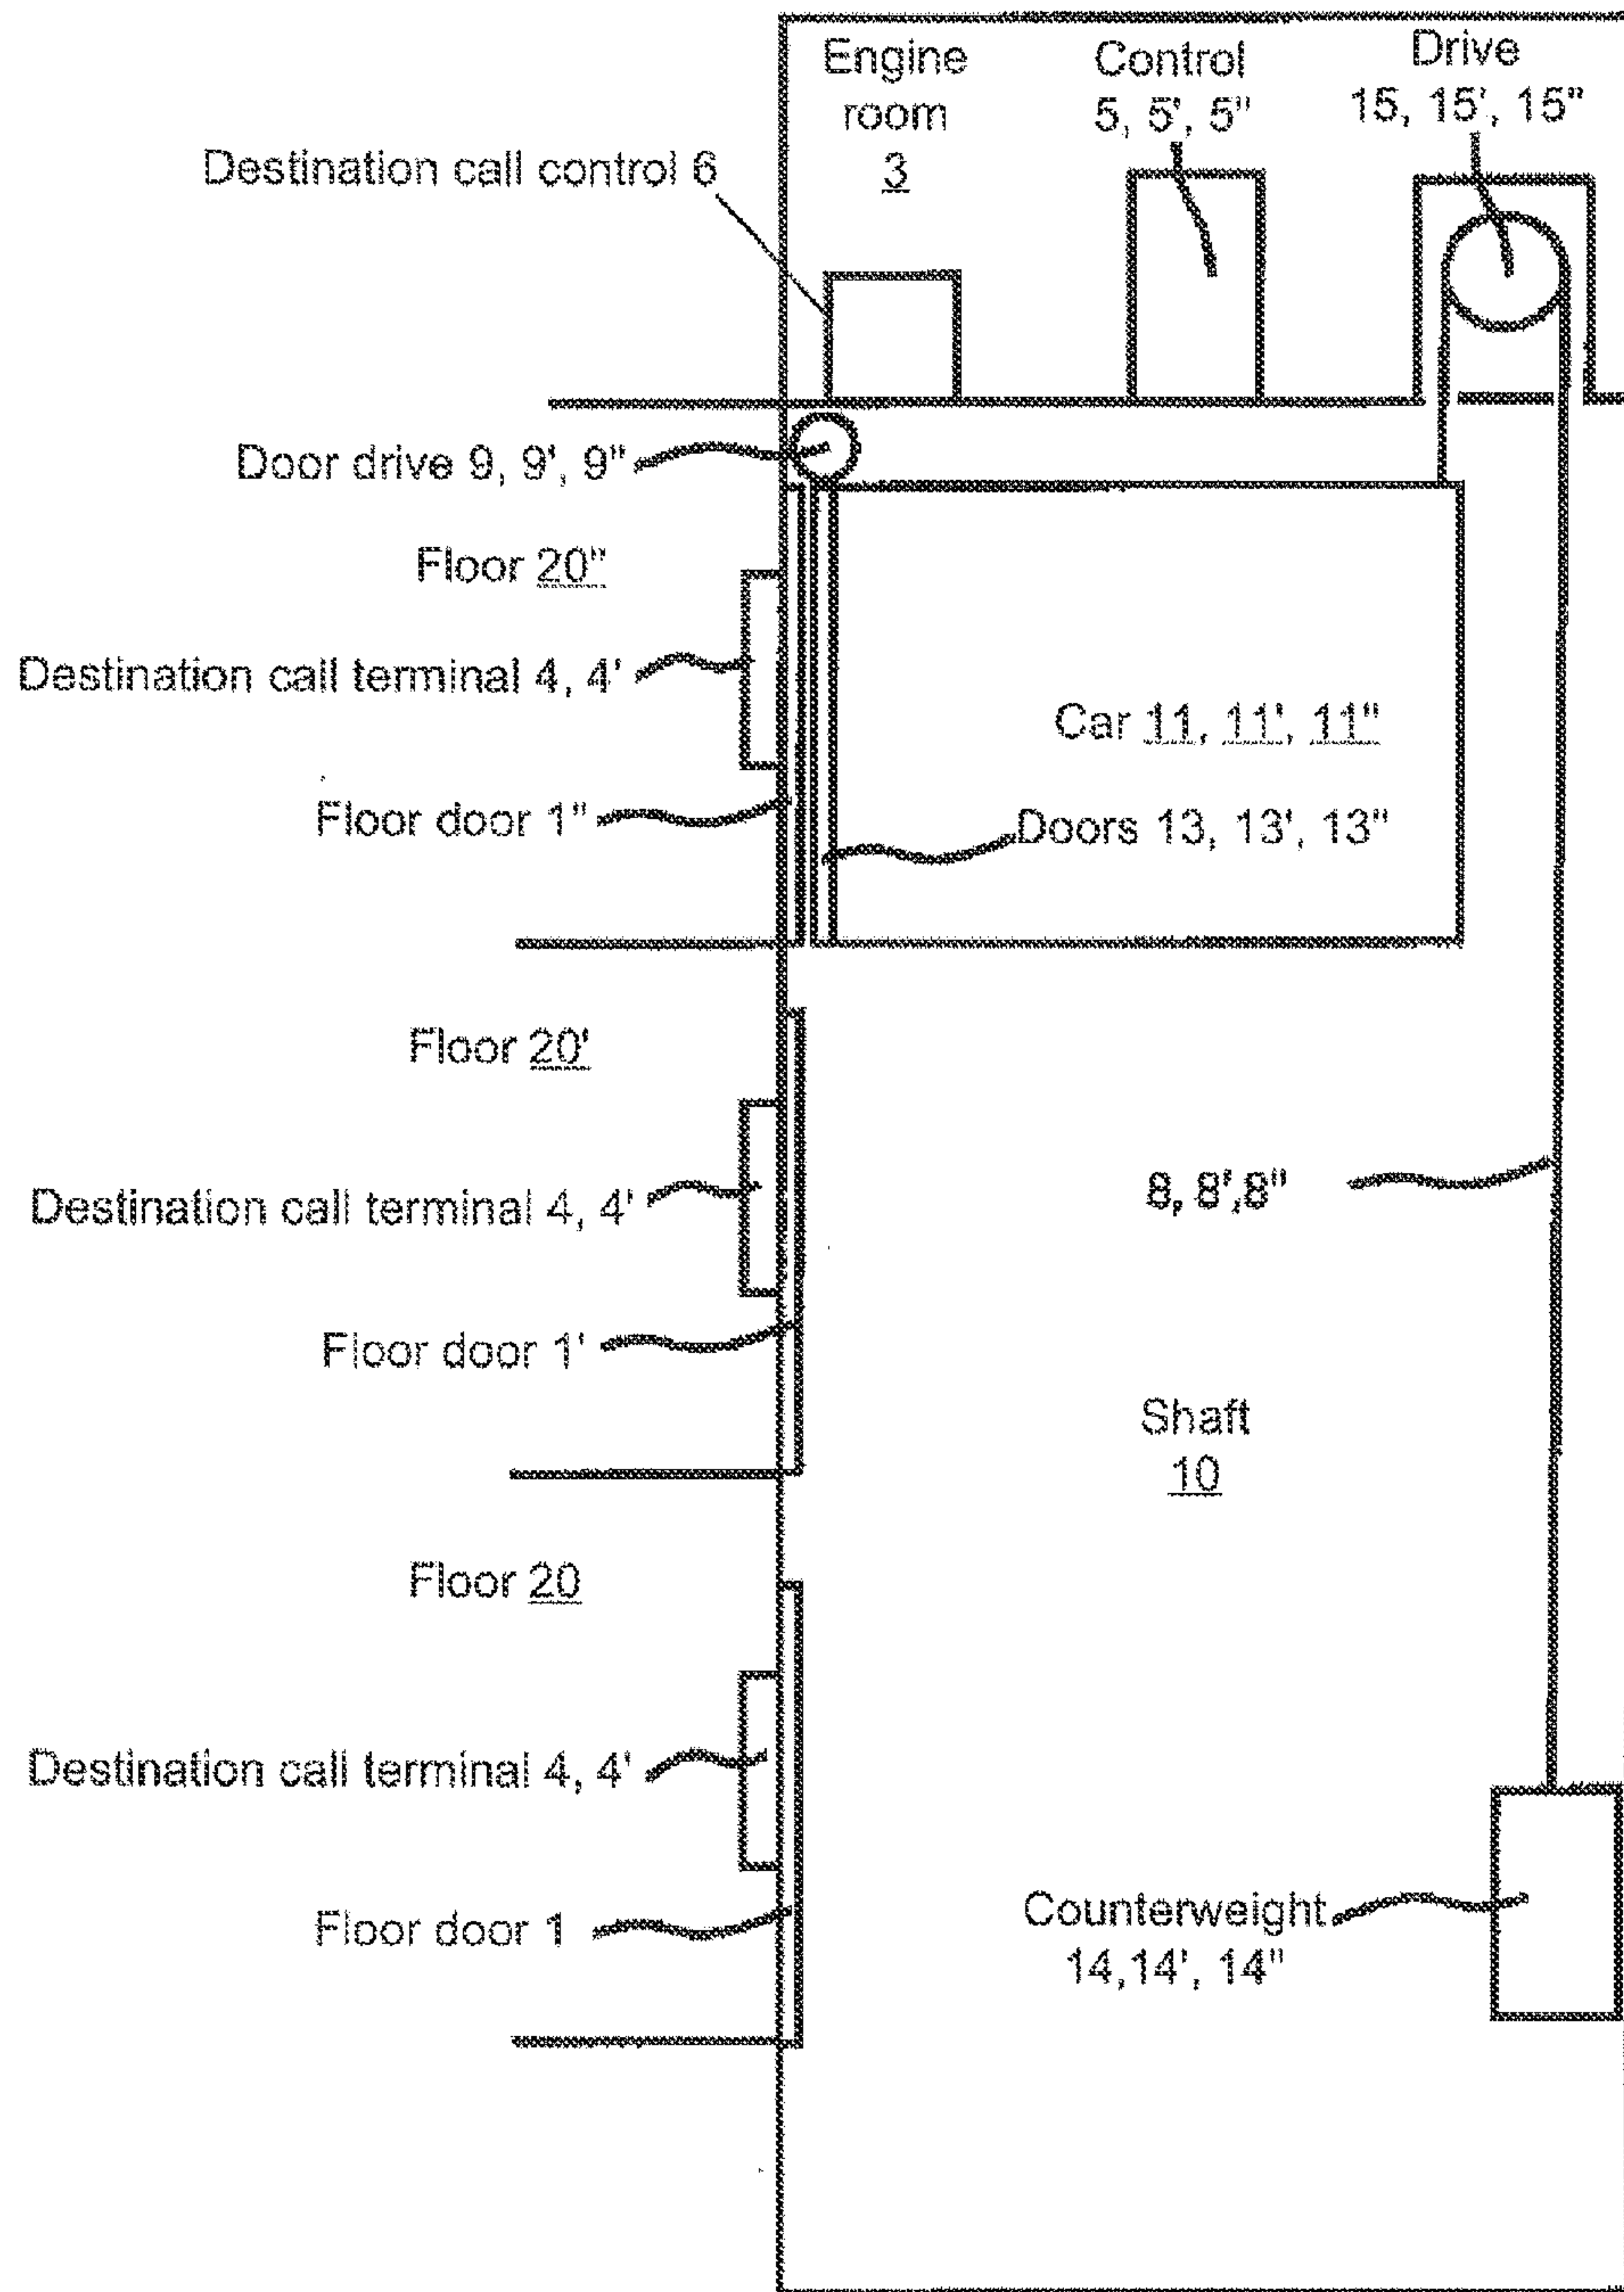 Engine
room
3
Control
5, 5', 5"
Drive
15, 15', 15"
Destination call control 6
Door drive 9, 9', 9"
Floor 20"
Destination call terminal 4, 4'
Car 11, 11', 11"
Floor door 1"
Doors 13, 13', 13"
Floor 20'
Destination call terminal 4, 4'
8, 8',8"
Floor door 1'
Shaft
10
Floor 20
Destination call terminal 4, 4'
Floor door 1
Counterweight
14,14', 14"